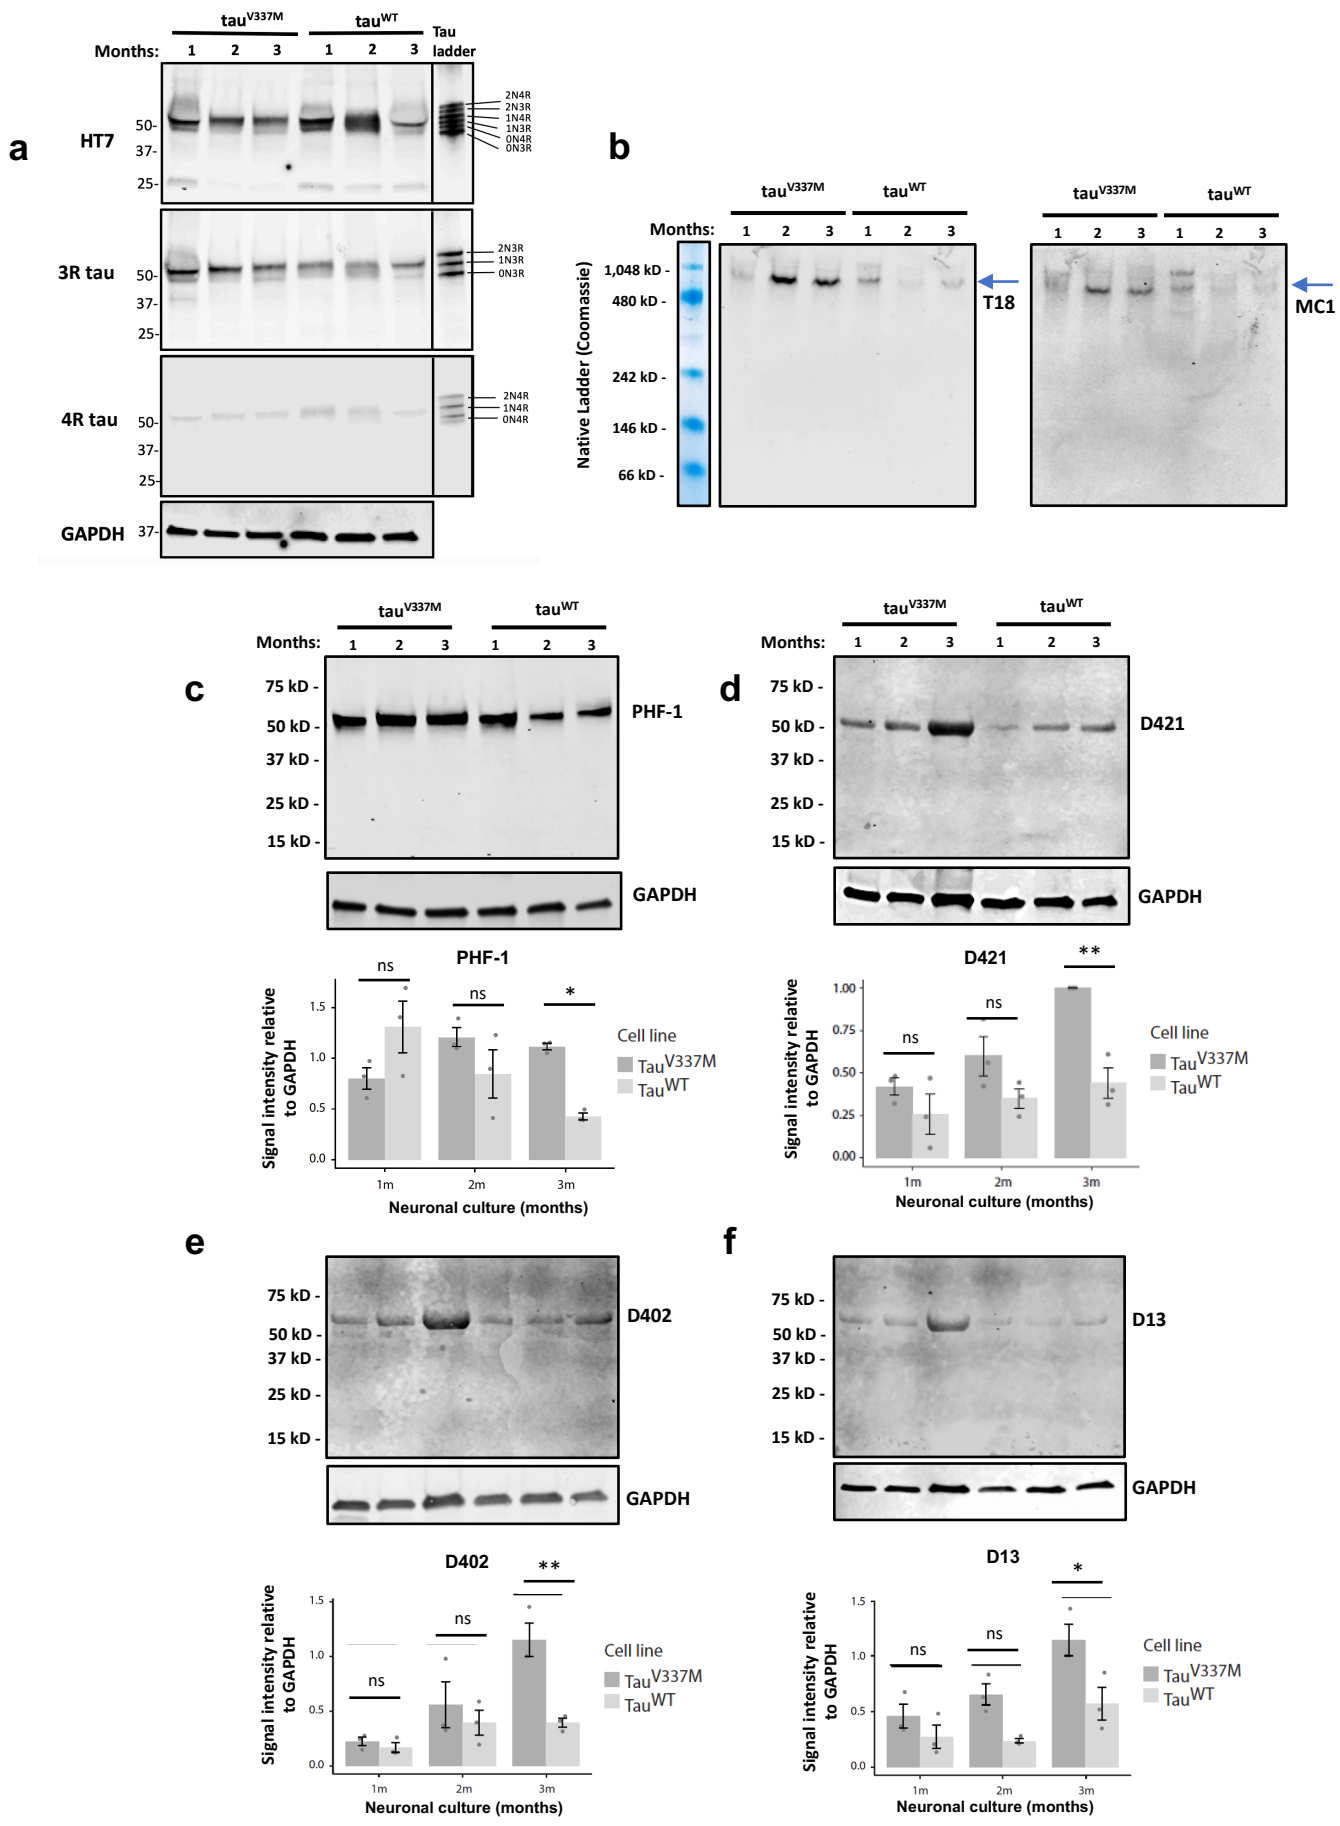 a
tauV337M tauWT Tau
ladder
Months: 1 2 3 1 2 3
HT7
50-
37-
25-
2N4R
2N3R
1N4R
1N3R
0N4R
0N3R
3R tau
50-
37-
25-
2N3R
1N3R
0N3R
4R tau
50-
37-
25-
2N4R
1N4R
0N4R
GAPDH 37-
b
tauV337M tauWT
Months: 1 2 3 1 2 3
Native Ladder (Coomassie)
1,048 kD -
480 kD -
242 kD -
146 kD -
66 kD -
T18
tauV337M tauWT
1 2 3 1 2 3
MC1
c
tauV337M tauWT
Months: 1 2 3 1 2 3
75 kD -
50 kD -
37 kD -
25 kD -
15 kD -
PHF-1
GAPDH
PHF-1
ns ns *
Signal intensity relative
to GAPDH
1.5
1.0
0.5
0.0
1m 2m 3m
Neuronal culture (months)
Cell line
TauV337M
TauWT
d
tauV337M tauWT
Months: 1 2 3 1 2 3
75 kD -
50 kD -
37 kD -
25 kD -
15 kD -
D421
GAPDH
D421
ns ns **
Signal intensity relative
to GAPDH
1.00
0.75
0.50
0.25
0.00
1m 2m 3m
Neuronal culture (months)
Cell line
TauV337M
TauWT
e
75 kD -
50 kD -
37 kD -
25 kD -
15 kD -
D402
GAPDH
D402
ns ns **
Signal intensity relative
to GAPDH
1.5
1.0
0.5
0.0
1m 2m 3m
Neuronal culture (months)
Cell line
TauV337M
TauWT
f
75 kD -
50 kD -
37 kD -
25 kD -
15 kD -
D13
GAPDH
D13
ns ns *
Signal intensity relative
to GAPDH
1.5
1.0
0.5
0.0
1m 2m 3m
Neuronal culture (months)
Cell line
TauV337M
TauWT